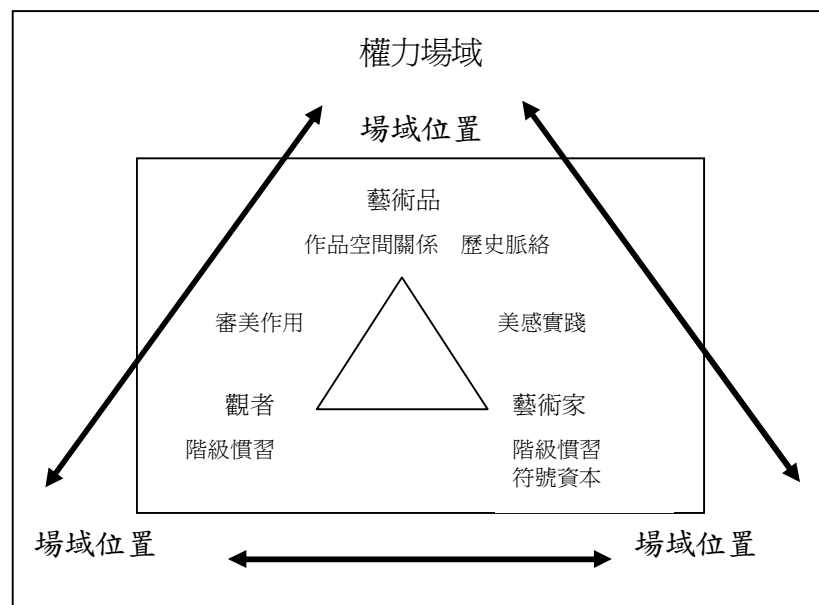 權力場域
場域位置
藝術品
作品空間關係 歷史脈絡
審美作用 美感實踐
觀者 藝術家
階級慣習 階級慣習
符號資本
場域位置 場域位置